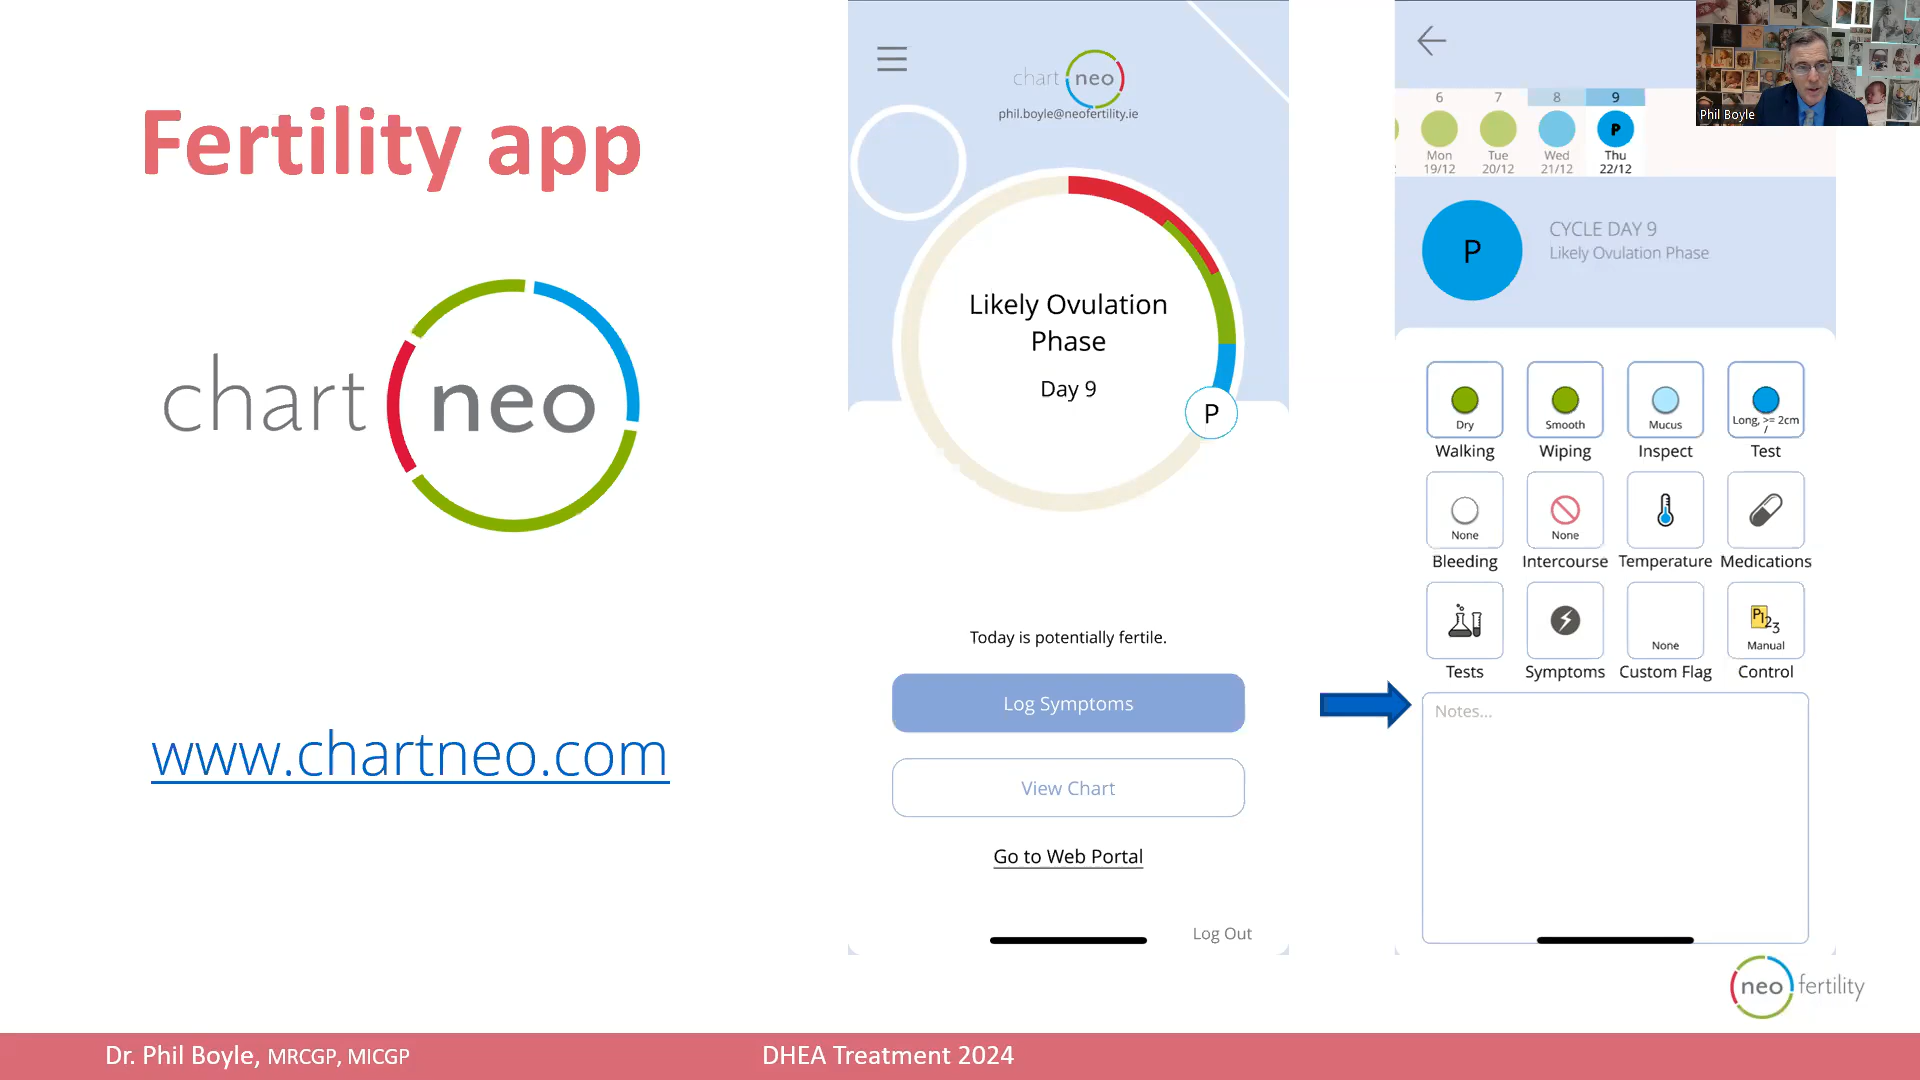 Fertility app
chart neo
www.chartneo.com
chart neo
phil.boyle@neofertility.ie
Likely Ovulation
Phase
Day 9
P
Today is potentially fertile.
Log Symptoms
View Chart
Go to Web Portal
Log Out
6 7 8 9
P
Mon Tue Wed Thu
19/12 20/12 21/12 22/12
Phil Boyle
P
CYCLE DAY 9
Likely Ovulation Phase
Dry Smooth Mucus Long, >= 2cm
/
Walking Wiping Inspect Test
None None
Bleeding Intercourse Temperature Medications
P123
None Manual
Tests Symptoms Custom Flag Control
Notes...
neo fertility
Dr. Phil Boyle, MRCGP, MICGP
DHEA Treatment 2024